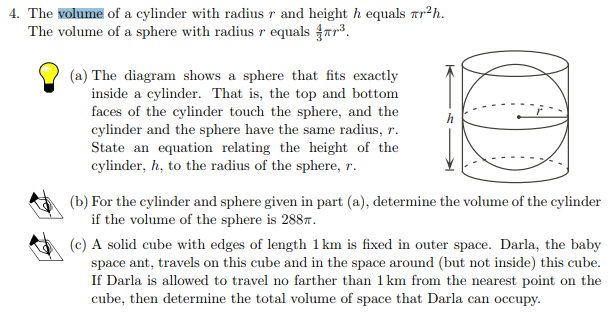 4. The volume of a cylinder with radius r and height h equals πr²h.
The volume of a sphere with radius r equals 4/3πr³.
(a) The diagram shows a sphere that fits exactly
inside a cylinder. That is, the top and bottom
faces of the cylinder touch the sphere, and the
cylinder and the sphere have the same radius, r.
State an equation relating the height of the
cylinder, h, to the radius of the sphere, r.
h
r
(b) For the cylinder and sphere given in part (a), determine the volume of the cylinder
if the volume of the sphere is 288π.
(c) A solid cube with edges of length 1 km is fixed in outer space. Darla, the baby
space ant, travels on this cube and in the space around (but not inside) this cube.
If Darla is allowed to travel no farther than 1 km from the nearest point on the
cube, then determine the total volume of space that Darla can occupy.